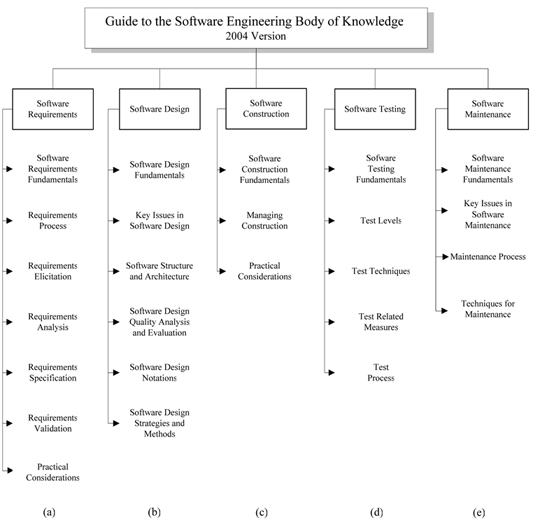 Guide to the Software Engineering Body of Knowledge
2004 Version
Software
Requirements
Software
Requirements
Fundamentals
Requirements
Process
Requirements
Elicitation
Requirements
Analysis
Requirements
Specification
Requirements
Validation
Practical
Considerations
(a)
Software Design
Software Design
Fundamentals
Key Issues in
Software Design
Software Structure
and Architecture
Software Design
Quality Analysis
and Evaluation
Software Design
Notations
Software Design
Strategies and
Methods
(b)
Software
Construction
Software
Construction
Fundamentals
Managing
Construction
Practical
Considerations
(c)
Software Testing
Sofware
Testing
Fundamentals
Test Levels
Test Techniques
Test Related
Measures
Test
Process
(d)
Software
Maintenance
Software
Maintenance
Fundamentals
Key Issues in
Software
Maintenance
Maintenance Process
Techniques for
Maintenance
(e)